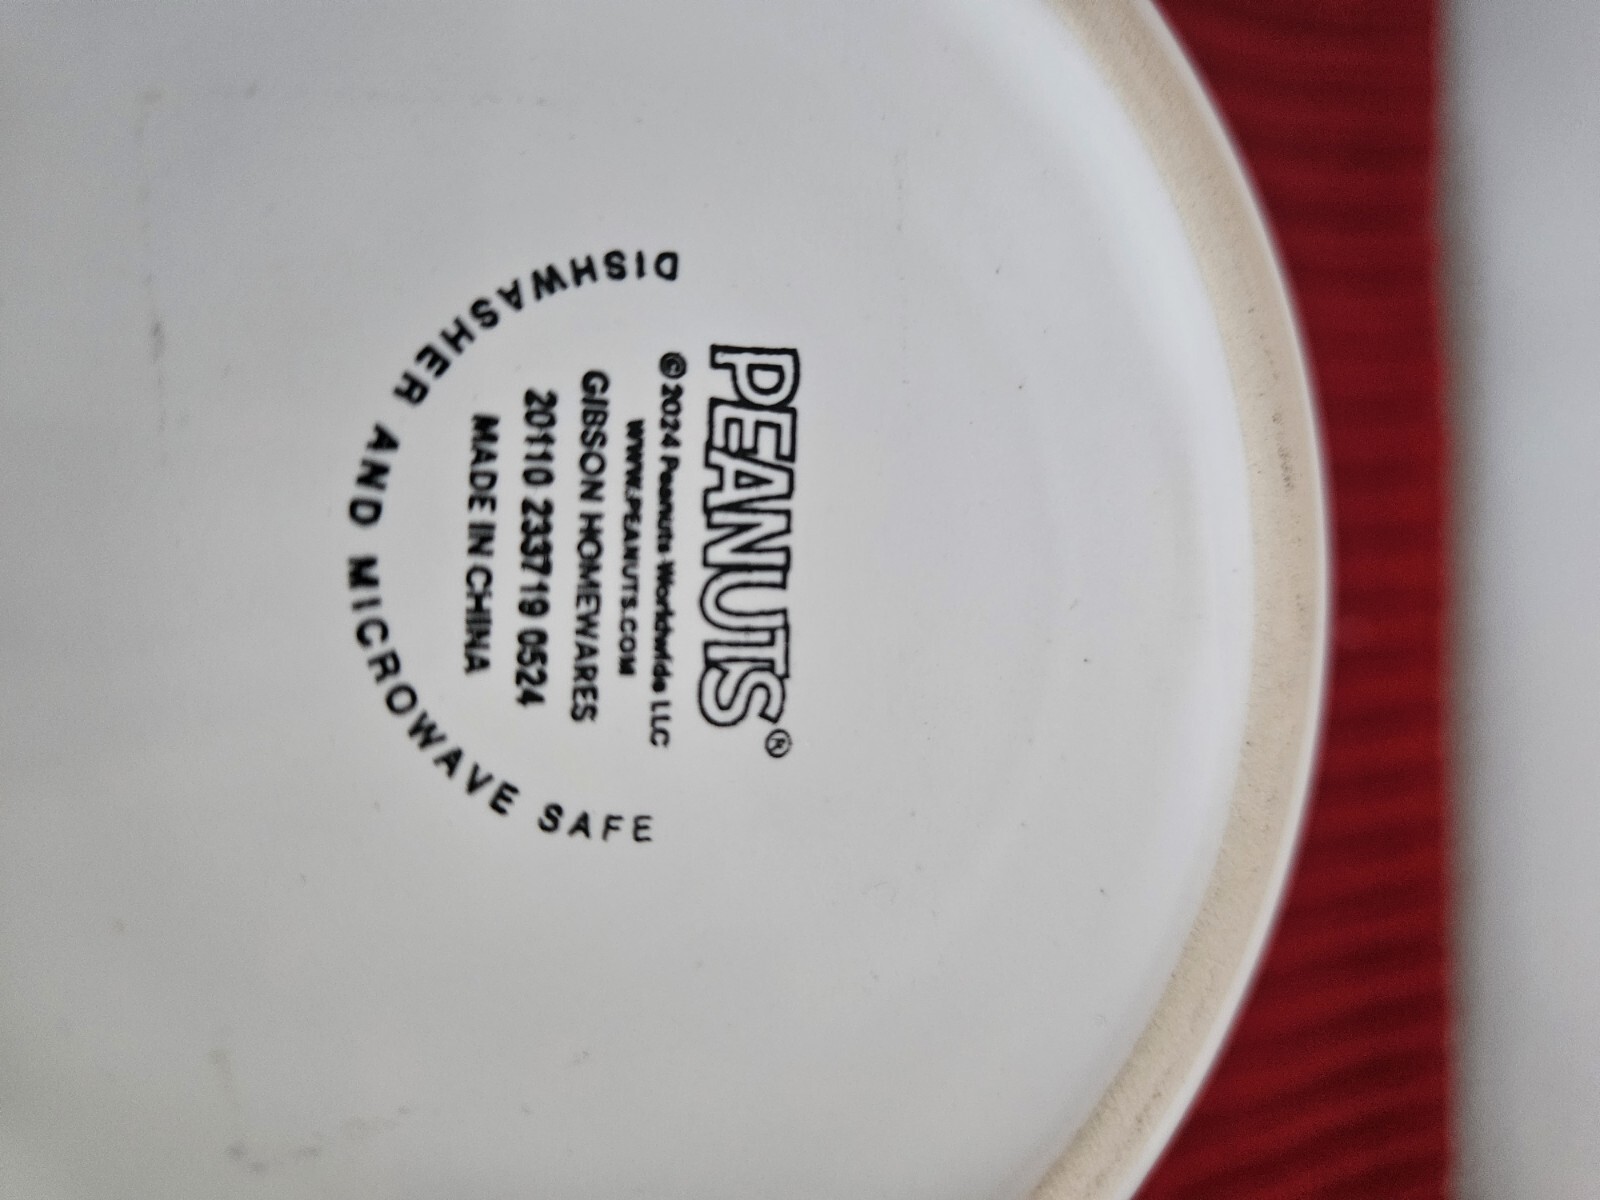 PEANUTS®
© 2024 Peanuts Worldwide LLC
WWW.PEANUTS.COM
GIBSON HOMEWARES
20110 2337719 0524
MADE IN CHINA
DISHWASHER AND MICROWAVE SAFE